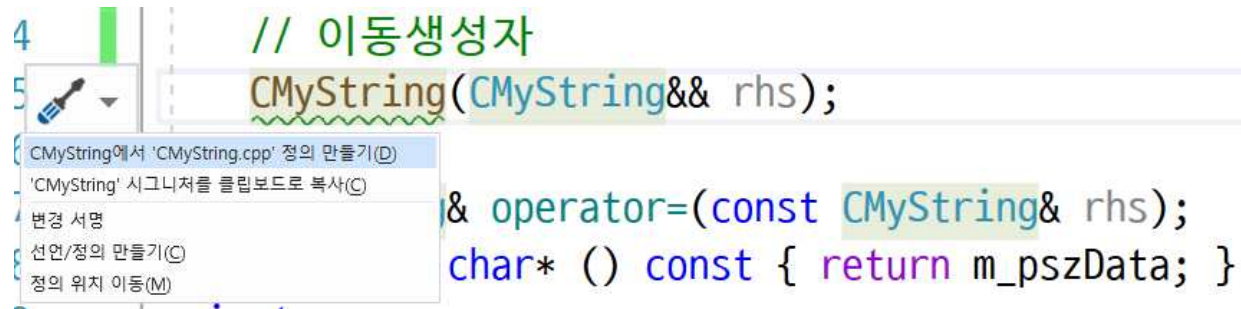 4 // 이동생성자
5 CMyString(CMyString&& rhs);
CMyString에서 'CMyString.cpp' 정의 만들기(D)
'CMyString' 시그니처를 클립보드로 복사(C)
& operator=(const CMyString& rhs);
변경 서명
선언/정의 만들기(C)
char* () const { return m_pszData; }
정의 위치 이동(M)